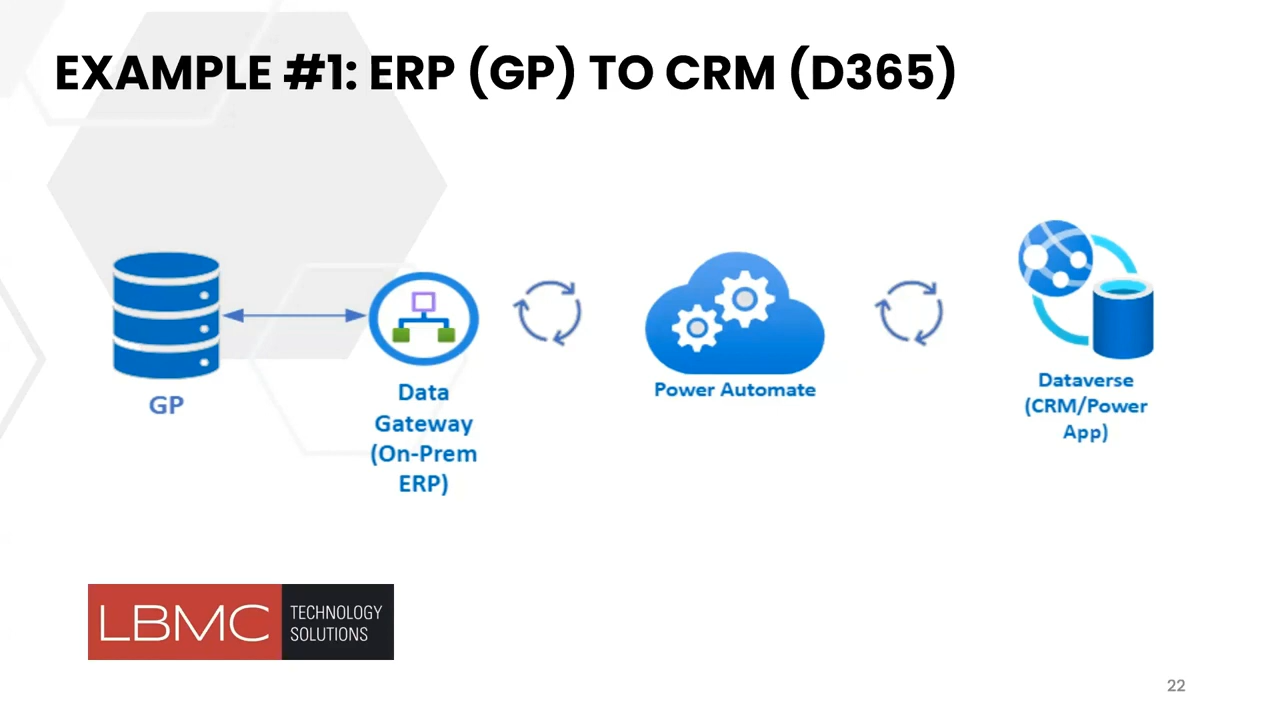 EXAMPLE #1: ERP (GP) TO CRM (D365)
GP
Data
Gateway
(On-Prem
ERP)
Power Automate
Dataverse
(CRM/Power
App)
LBMC
TECHNOLOGY
SOLUTIONS
22